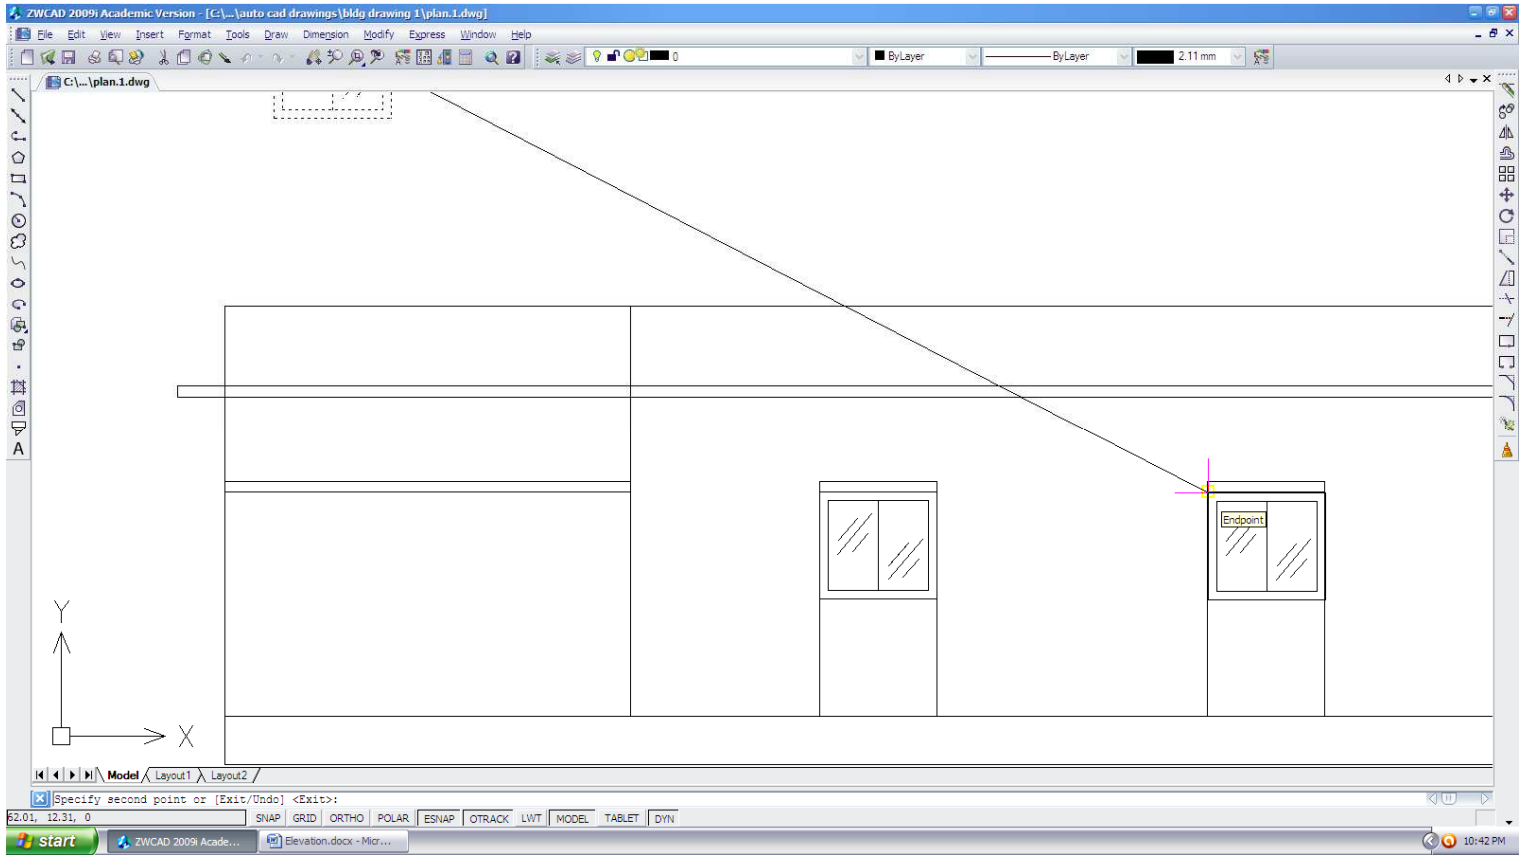 ZWCAD 2009i Academic Version - [C:\...\auto cad drawings\bldg drawing 1\plan.1.dwg]
File Edit View Insert Format Tools Draw Dimension Modify Express Window Help
0 ByLayer ByLayer 2.11 mm
C:\...\plan.1.dwg
A
Endpoint
Y
X
Model Layout1 Layout2
Specify second point or [Exit/Undo] <Exit>:
62.01, 12.31, 0 SNAP GRID ORTHO POLAR ESNAP OTRACK LWT MODEL TABLET DYN
start ZWCAD 2009i Acade... Elevation.docx - Micr... 10:42 PM